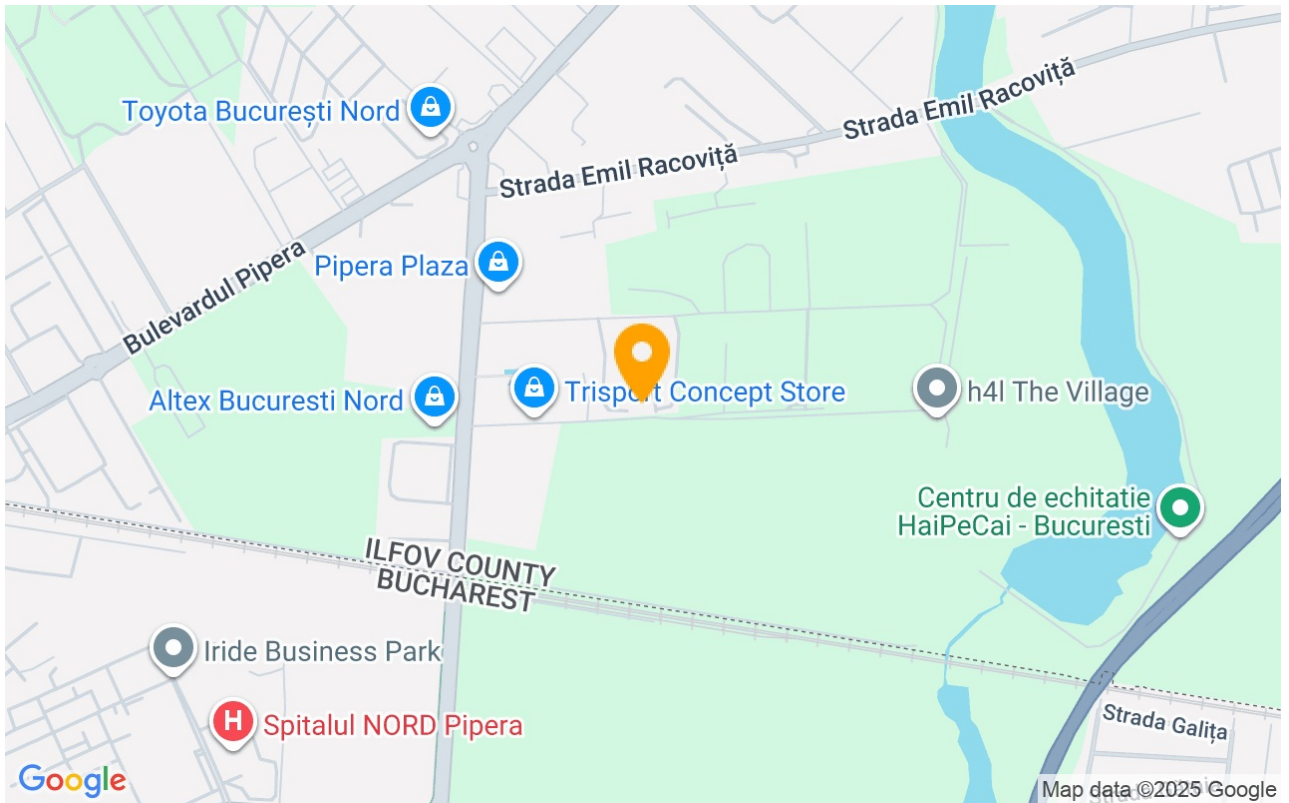 Toyota București Nord
Strada Emil Racoviță
Strada Emil Racoviță
Pipera Plaza
Bulevardul Pipera
Altex Bucuresti Nord
Trisport Concept Store
h4l The Village
Centru de echitatie
HaiPeCai - Bucuresti
ILFOV COUNTY
BUCHAREST
Iride Business Park
Spitalul NORD Pipera
H
Strada Galița
Google
Map data ©2025 Google